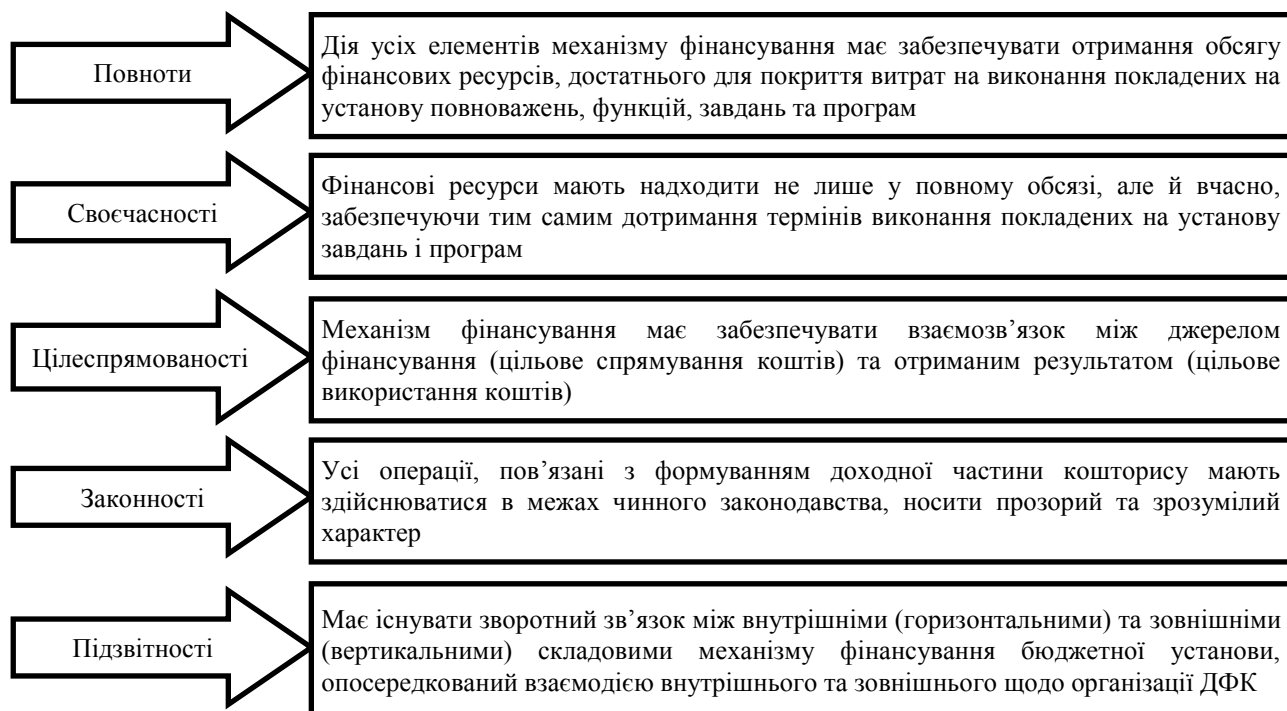 Повноти
Дія усіх елементів механізму фінансування має забезпечувати отримання обсягу
фінансових ресурсів, достатнього для покриття витрат на виконання покладених на
установу повноважень, функцій, завдань та програм
Своєчасності
Фінансові ресурси мають надходити не лише у повному обсязі, але й вчасно,
забезпечуючи тим самим дотримання термінів виконання покладених на установу
завдань і програм
Цілеспрямованості
Механізм фінансування має забезпечувати взаємозв’язок між джерелом
фінансування (цільове спрямування коштів) та отриманим результатом (цільове
використання коштів)
Законності
Усі операції, пов’язані з формуванням доходної частини кошторису мають
здійснюватися в межах чинного законодавства, носити прозорий та зрозумілий
характер
Підзвітності
Має існувати зворотний зв’язок між внутрішніми (горизонтальними) та зовнішніми
(вертикальними) складовими механізму фінансування бюджетної установи,
опосередкований взаємодією внутрішнього та зовнішнього щодо організації ДФК